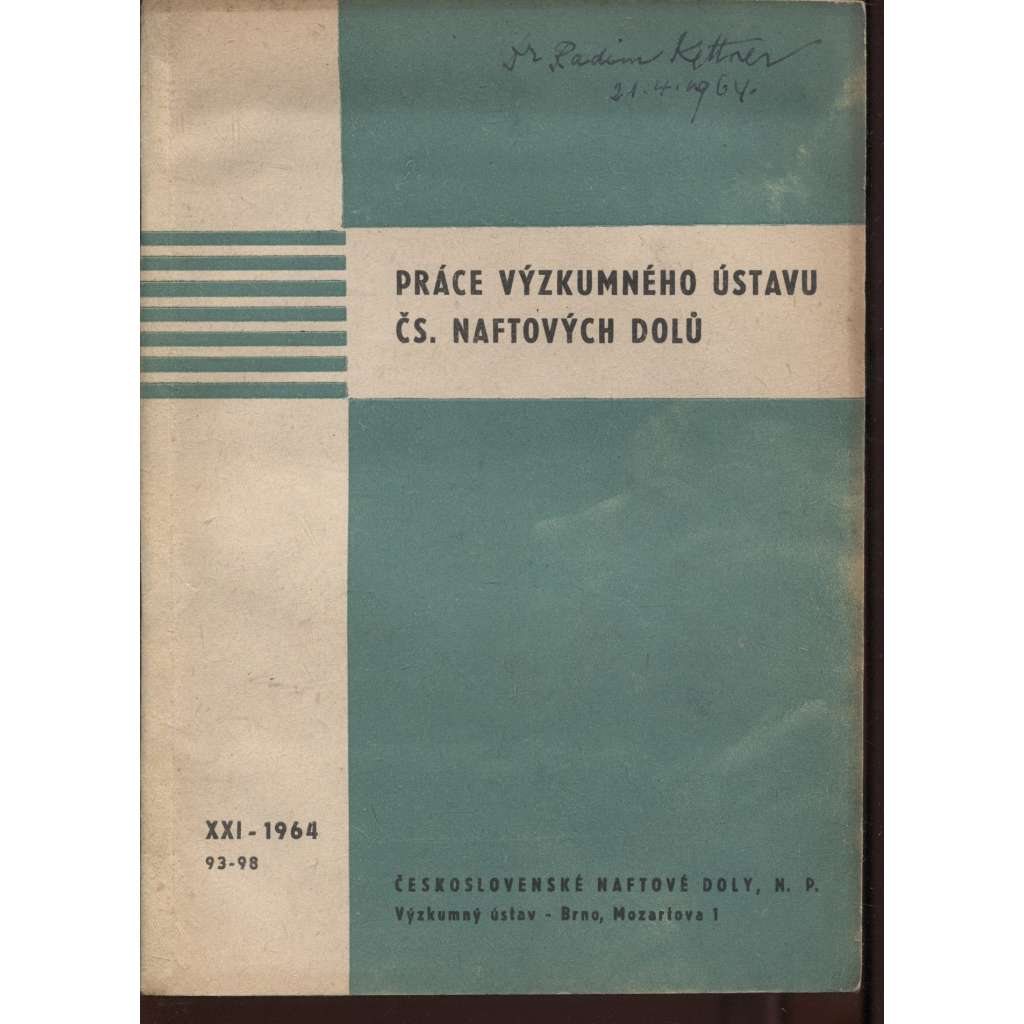 Dr Radim Kettner
21.4.1964.
PRÁCE VÝZKUMNÉHO ÚSTAVU
ČS. NAFTOVÝCH DOLŮ
XXI - 1964
93-98
ČESKOSLOVENSKÉ NAFTOVÉ DOLY, N. P.
Výzkumný ústav - Brno, Mozartova 1